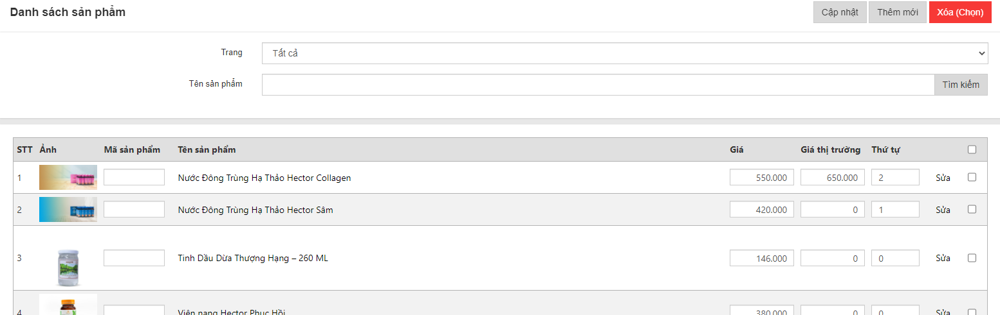 Danh sách sản phẩm
Cập nhật Thêm mới Xóa (Chọn)
Trang Tất cả
Tên sản phẩm Tìm kiếm
STT Ảnh Mã sản phẩm Tên sản phẩm Giá Giá thị trường Thứ tự
1 Nước Đông Trùng Hạ Thảo Hector Collagen 550.000 650.000 2 Sửa
2 Nước Đông Trùng Hạ Thảo Hector Sâm 420.000 0 1 Sửa
3 Tinh Dầu Dừa Thượng Hạng – 260 ML 146.000 0 0 Sửa
4 Viên nang Hector Phục Hồi 380.000 0 0 Sửa